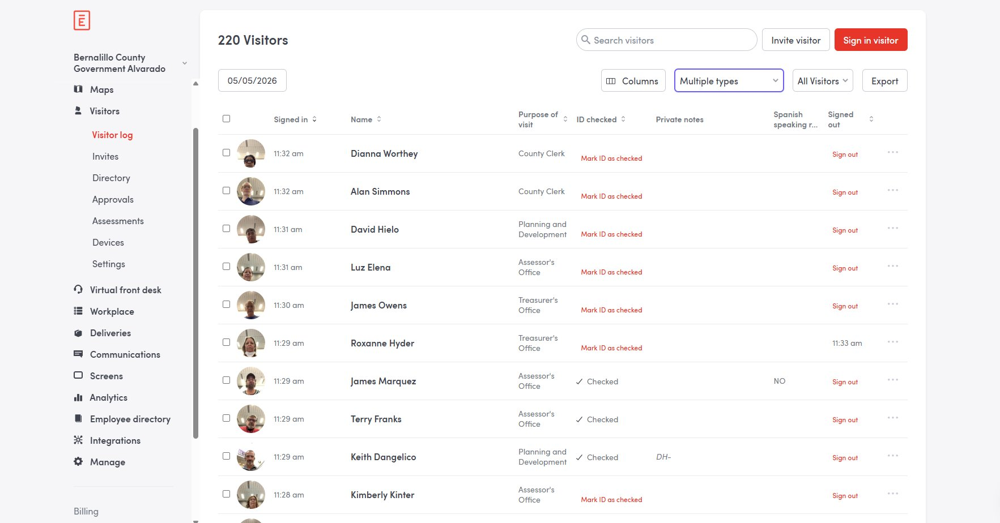 E
Bernalillo County
Government Alvarado
Maps
Visitors
Visitor log
Invites
Directory
Approvals
Assessments
Devices
Settings
Virtual front desk
Workplace
Deliveries
Communications
Screens
Analytics
Employee directory
Integrations
Manage
Billing
220 Visitors
Search visitors
Invite visitor
Sign in visitor
05/05/2026
Columns
Multiple types
All Visitors
Export
Signed in
Name
Purpose of
visit
ID checked
Private notes
Spanish
speaking r...
Signed
out
11:32 am
Dianna Worthey
County Clerk
Mark ID as checked
Sign out
11:32 am
Alan Simmons
County Clerk
Mark ID as checked
Sign out
11:31 am
David Hielo
Planning and
Development
Mark ID as checked
Sign out
11:31 am
Luz Elena
Assessor's
Office
Mark ID as checked
Sign out
11:30 am
James Owens
Treasurer's
Office
Mark ID as checked
Sign out
11:29 am
Roxanne Hyder
Treasurer's
Office
Mark ID as checked
11:33 am
11:29 am
James Marquez
Assessor's
Office
Checked
NO
Sign out
11:29 am
Terry Franks
Assessor's
Office
Checked
Sign out
11:29 am
Keith Dangelico
Planning and
Development
Checked
DH-
Sign out
11:28 am
Kimberly Kinter
Assessor's
Office
Mark ID as checked
Sign out